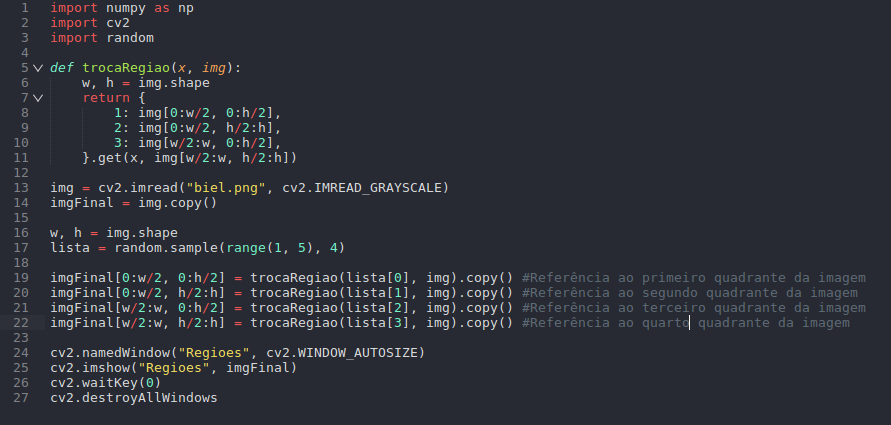 1 import numpy as np
2 import cv2
3 import random
4
5 def trocaRegiao(x, img):
6     w, h = img.shape
7     return {
8         1: img[0:w/2, 0:h/2],
9         2: img[0:w/2, h/2:h],
10         3: img[w/2:w, 0:h/2],
11     }.get(x, img[w/2:w, h/2:h])
12
13 img = cv2.imread("biel.png", cv2.IMREAD_GRAYSCALE)
14 imgFinal = img.copy()
15
16 w, h = img.shape
17 lista = random.sample(range(1, 5), 4)
18
19 imgFinal[0:w/2, 0:h/2] = trocaRegiao(lista[0], img).copy() #Referência ao primeiro quadrante da imagem
20 imgFinal[0:w/2, h/2:h] = trocaRegiao(lista[1], img).copy() #Referência ao segundo quadrante da imagem
21 imgFinal[w/2:w, 0:h/2] = trocaRegiao(lista[2], img).copy() #Referência ao terceiro quadrante da imagem
22 imgFinal[w/2:w, h/2:h] = trocaRegiao(lista[3], img).copy() #Referência ao quarto quadrante da imagem
23
24 cv2.namedWindow("Regioes", cv2.WINDOW_AUTOSIZE)
25 cv2.imshow("Regioes", imgFinal)
26 cv2.waitKey(0)
27 cv2.destroyAllWindows